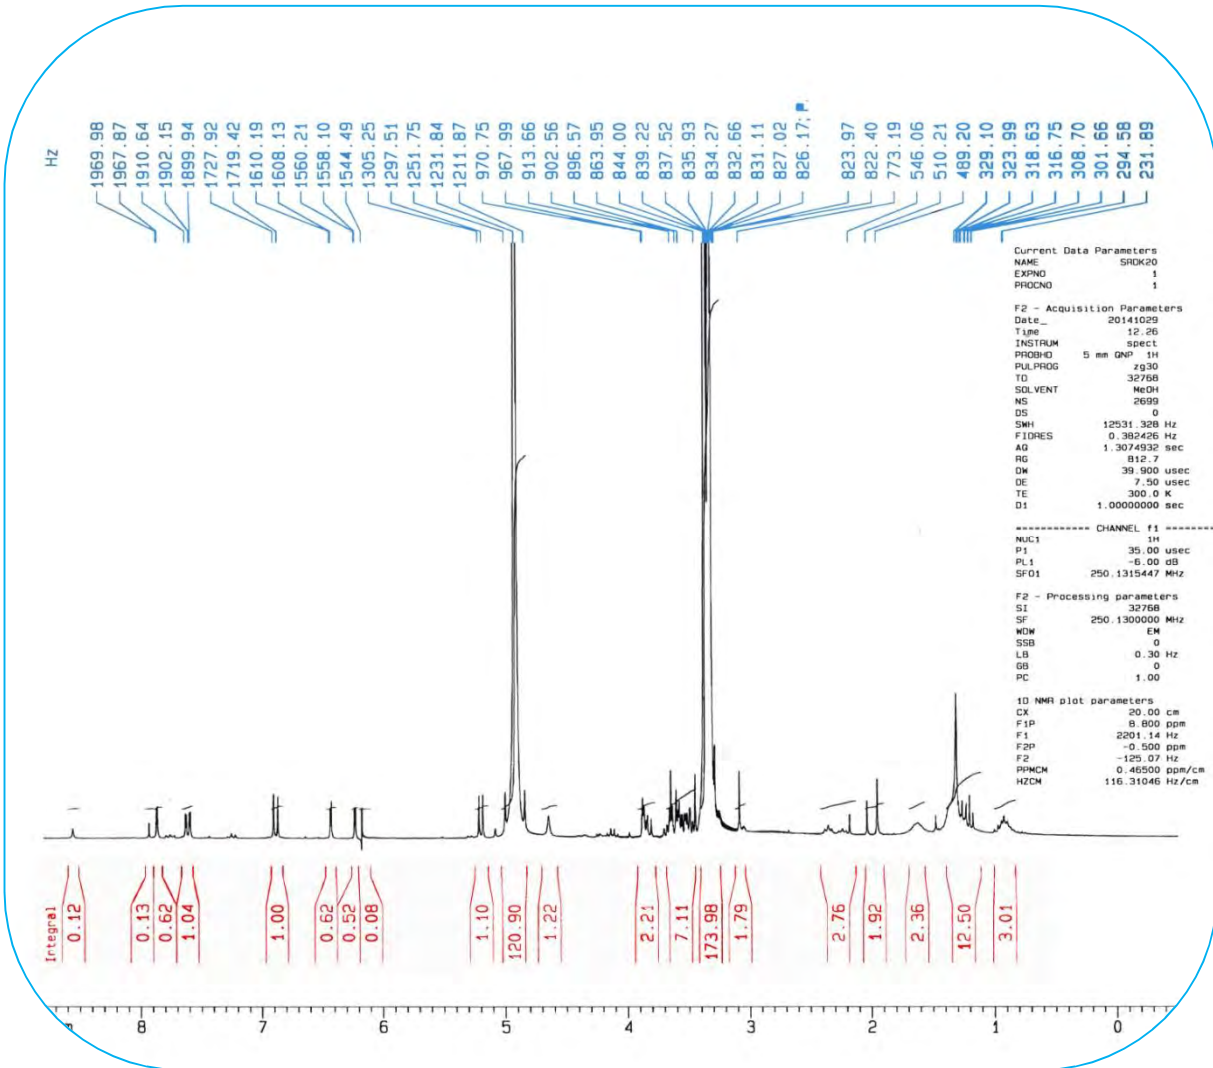 Hz
1969.98
1967.87
1910.64
1902.15
1899.94
1727.92
1719.42
1610.19
1608.13
1560.21
1558.10
1544.49
1305.25
1297.51
1251.75
1231.84
1211.87
970.75
967.99
913.66
902.56
896.57
863.95
844.00
839.22
837.52
835.93
834.27
832.66
831.11
827.02
826.17;
823.97
822.40
773.19
546.06
510.21
489.20
329.10
323.99
318.63
316.75
308.70
301.66
294.58
231.89
Current Data Parameters
NAME SRDK20
EXPNO 1
PROCNO 1
F2 - Acquisition Parameters
Date_ 20141029
Time 12.26
INSTRUM spect
PROBHD 5 mm QNP 1H
PULPROG zg30
TD 32768
SOLVENT MeOH
NS 2699
DS 0
SWH 12531.328 Hz
FIDRES 0.382426 Hz
AQ 1.3074932 sec
RG 812.7
DW 39.900 usec
DE 7.50 usec
TE 300.0 K
D1 1.00000000 sec
============ CHANNEL f1 ========
NUC1 1H
P1 35.00 usec
PL1 -6.00 dB
SFO1 250.1315447 MHz
F2 - Processing parameters
SI 32768
SF 250.1300000 MHz
WDW EM
SSB 0
LB 0.30 Hz
GB 0
PC 1.00
1D NMR plot parameters
CX 20.00 cm
F1P 8.800 ppm
F1 2201.14 Hz
F2P -0.500 ppm
F2 -125.07 Hz
PPMCM 0.46500 ppm/cm
HZCM 116.31046 Hz/cm
Integral
0.12
0.13
0.62
1.04
1.00
0.62
0.52
0.08
1.10
120.90
1.22
2.21
7.11
173.98
1.79
2.76
1.92
2.36
12.50
3.01
8 7 6 5 4 3 2 1 0